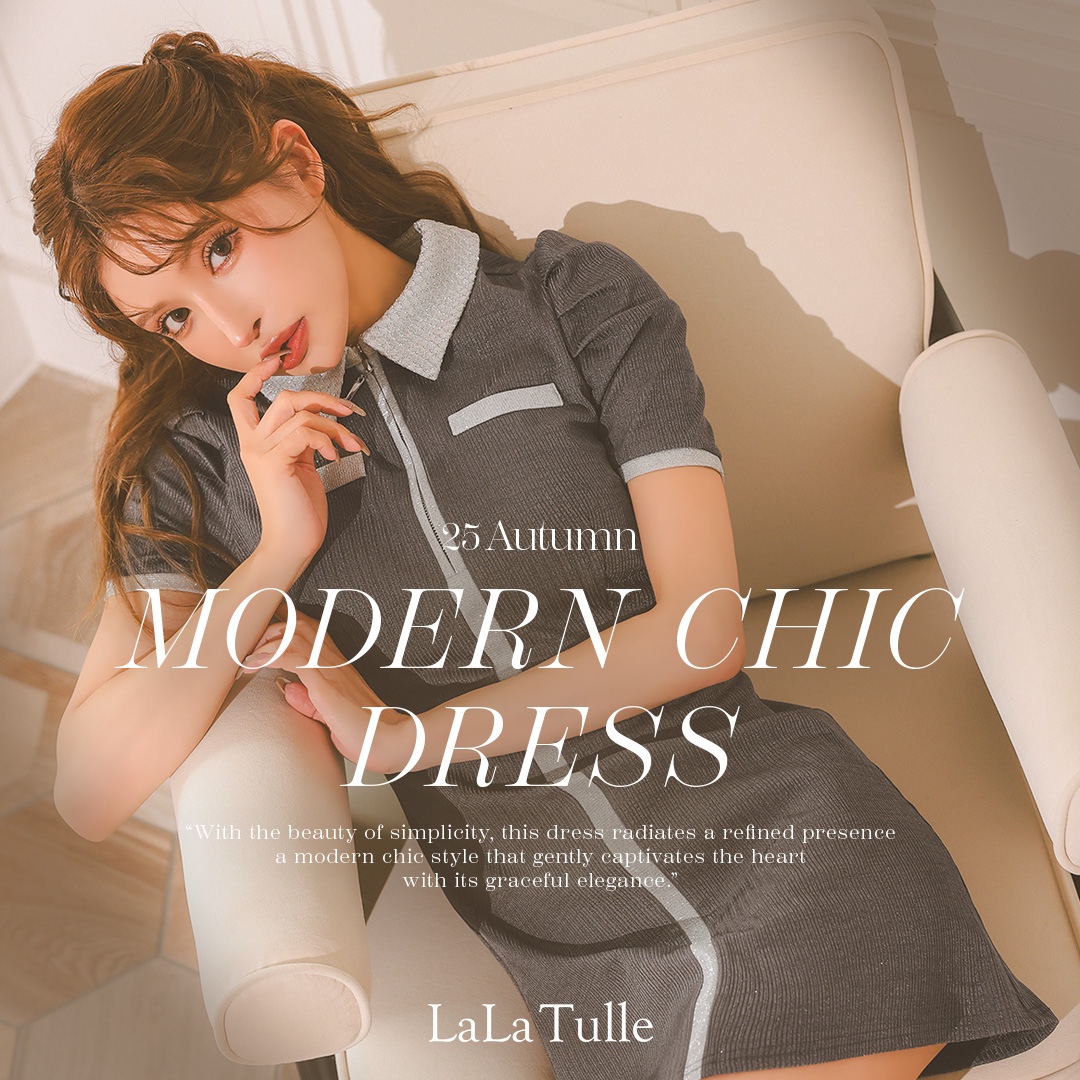 25 Autumn
MODERN CHIC
DRESS
“With the beauty of simplicity, this dress radiates a refined presence
a modern chic style that gently captivates the heart
with its graceful elegance.”
LaLa Tulle